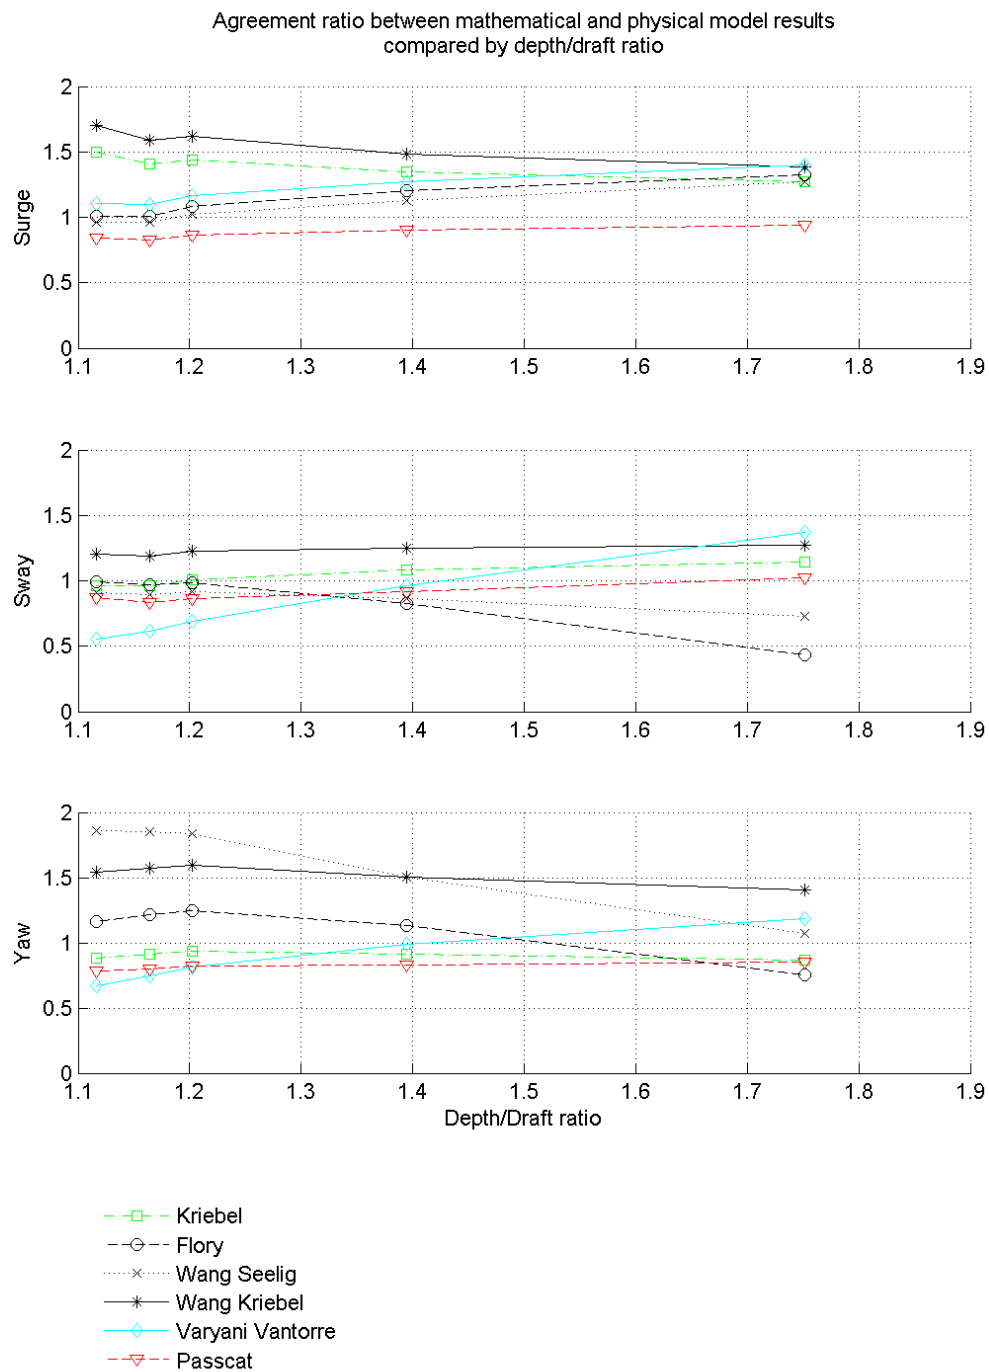 Agreement ratio between mathematical and physical model results
compared by depth/draft ratio
2
1.5
1
0.5
0
Surge
1.1 1.2 1.3 1.4 1.5 1.6 1.7 1.8 1.9
2
1.5
1
0.5
0
Sway
1.1 1.2 1.3 1.4 1.5 1.6 1.7 1.8 1.9
2
1.5
1
0.5
0
Yaw
1.1 1.2 1.3 1.4 1.5 1.6 1.7 1.8 1.9
Depth/Draft ratio
Kriebel
Flory
Wang Seelig
Wang Kriebel
Varyani Vantorre
Passcat